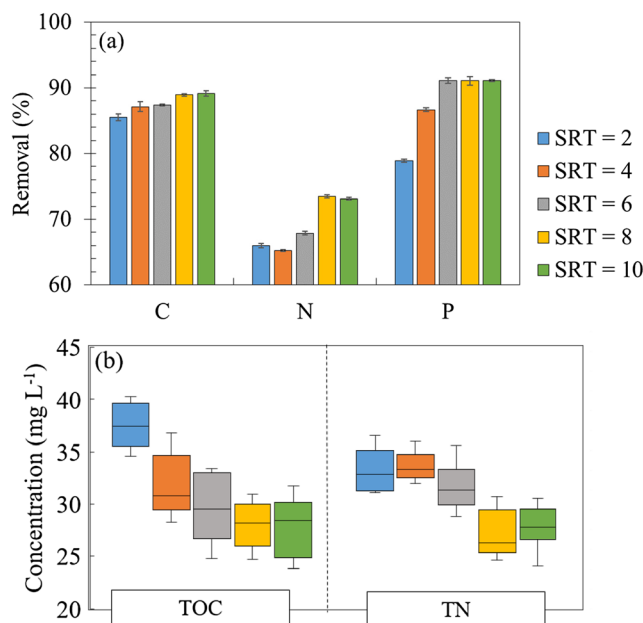 (a)
Removal (%)
100
90
80
70
60
C N P
SRT = 2
SRT = 4
SRT = 6
SRT = 8
SRT = 10
(b)
Concentration (mg L-1)
45
40
35
30
25
20
TOC TN